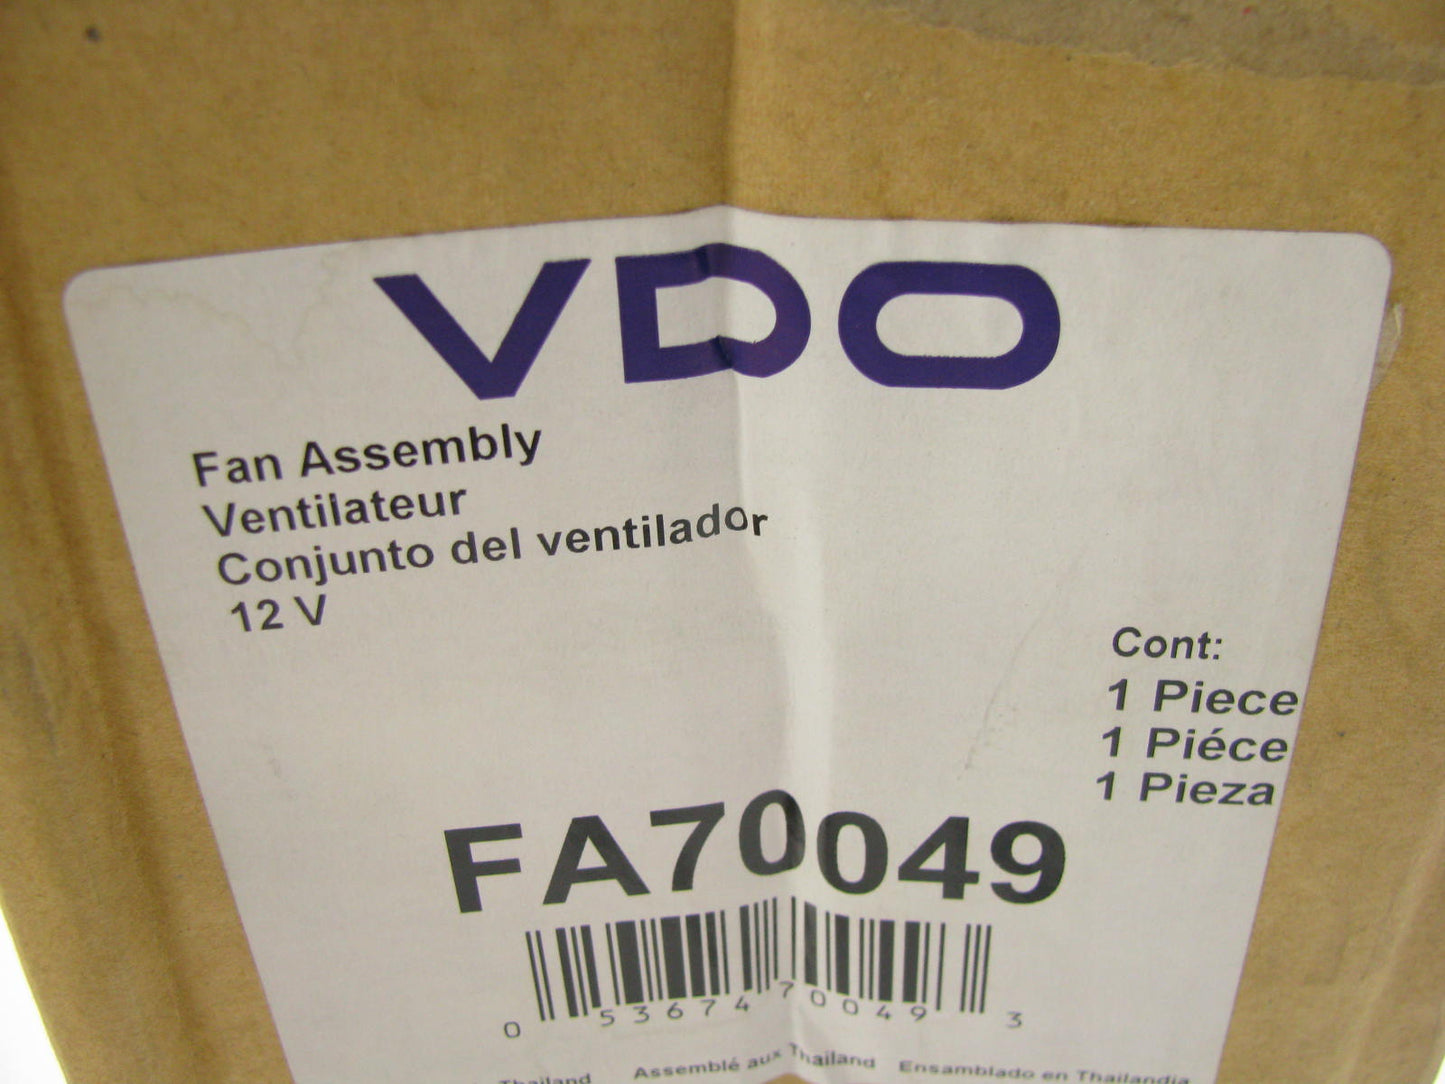 VDO
Fan Assembly
Ventilateur
Conjunto del ventilador
12 V
Cont:
1 Piece
1 Piéce
1 Pieza
FA70049
0 53674 70049 3
Thailand Assemblé aux Thailand Ensamblado en Thailandia